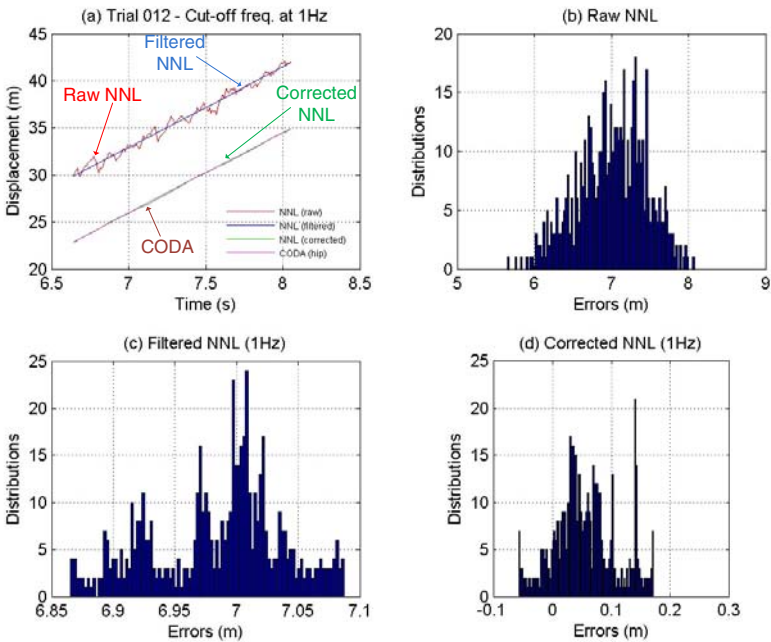 (a) Trial 012 - Cut-off freq. at 1Hz
45
40
35
30
25
20
Displacement (m)
Filtered
NNL
Raw NNL
Corrected
NNL
CODA
NNL (raw)
NNL (filtered)
NNL (corrected)
CODA (hip)
6.5 7 7.5 8 8.5
Time (s)
(b) Raw NNL
20
15
10
5
0
Distributions
5 6 7 8 9
Errors (m)
(c) Filtered NNL (1Hz)
25
20
15
10
5
0
Distributions
6.85 6.9 6.95 7 7.05 7.1
Errors (m)
(d) Corrected NNL (1Hz)
25
20
15
10
5
0
Distributions
-0.1 0 0.1 0.2 0.3
Errors (m)